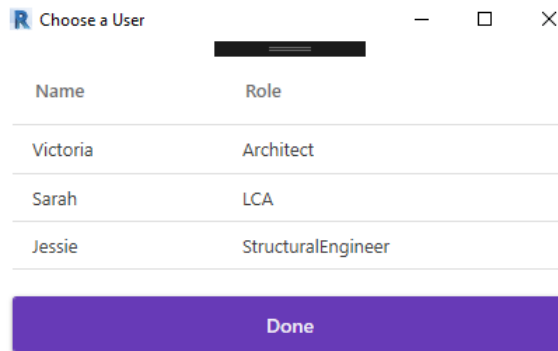 Choose a User
Name Role
Victoria Architect
Sarah LCA
Jessie StructuralEngineer
Done